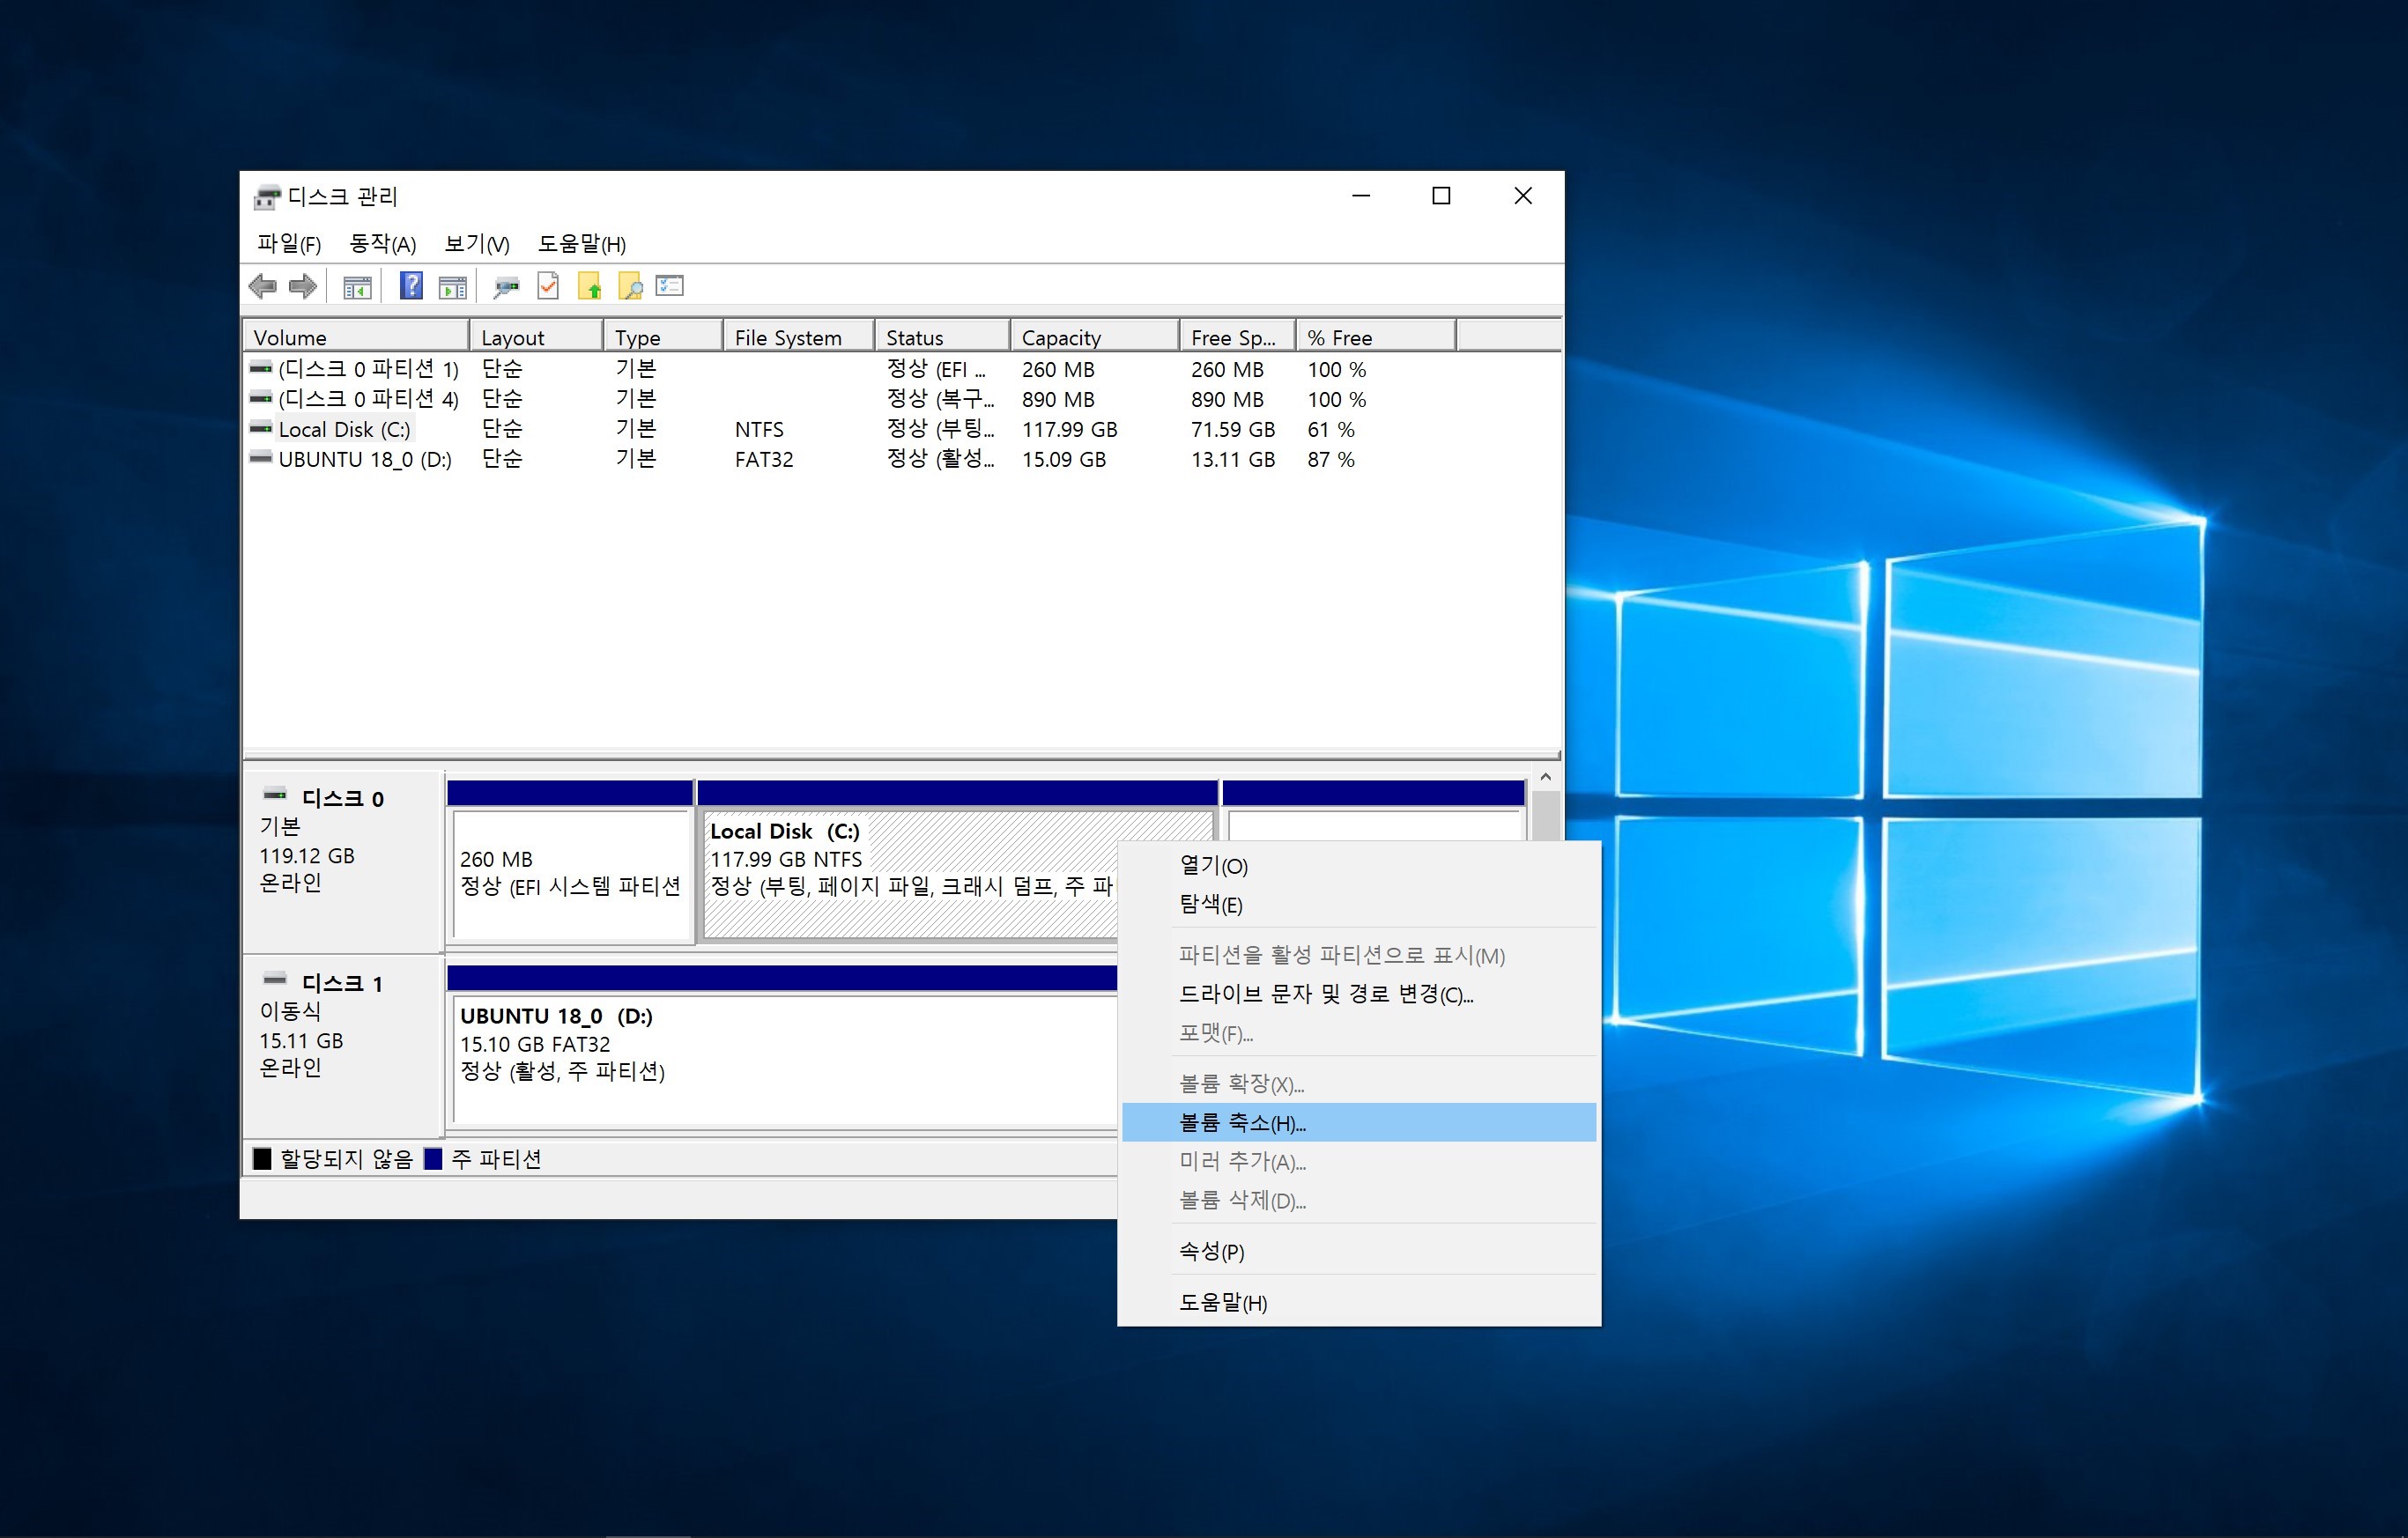 디스크 관리
파일(F) 동작(A) 보기(V) 도움말(H)
Volume Layout Type File System Status Capacity Free Sp... % Free
(디스크 0 파티션 1) 단순 기본 정상 (EFI ... 260 MB 260 MB 100 %
(디스크 0 파티션 4) 단순 기본 정상 (복구... 890 MB 890 MB 100 %
Local Disk (C:) 단순 기본 NTFS 정상 (부팅... 117.99 GB 71.59 GB 61 %
UBUNTU 18_0 (D:) 단순 기본 FAT32 정상 (활성... 15.09 GB 13.11 GB 87 %
디스크 0
기본
119.12 GB
온라인
260 MB
정상 (EFI 시스템 파티션
Local Disk (C:)
117.99 GB NTFS
정상 (부팅, 페이지 파일, 크래시 덤프, 주 파
디스크 1
이동식
15.11 GB
온라인
UBUNTU 18_0 (D:)
15.10 GB FAT32
정상 (활성, 주 파티션)
할당되지 않음 주 파티션
열기(O)
탐색(E)
파티션을 활성 파티션으로 표시(M)
드라이브 문자 및 경로 변경(C)...
포맷(F)...
볼륨 확장(X)...
볼륨 축소(H)...
미러 추가(A)...
볼륨 삭제(D)...
속성(P)
도움말(H)